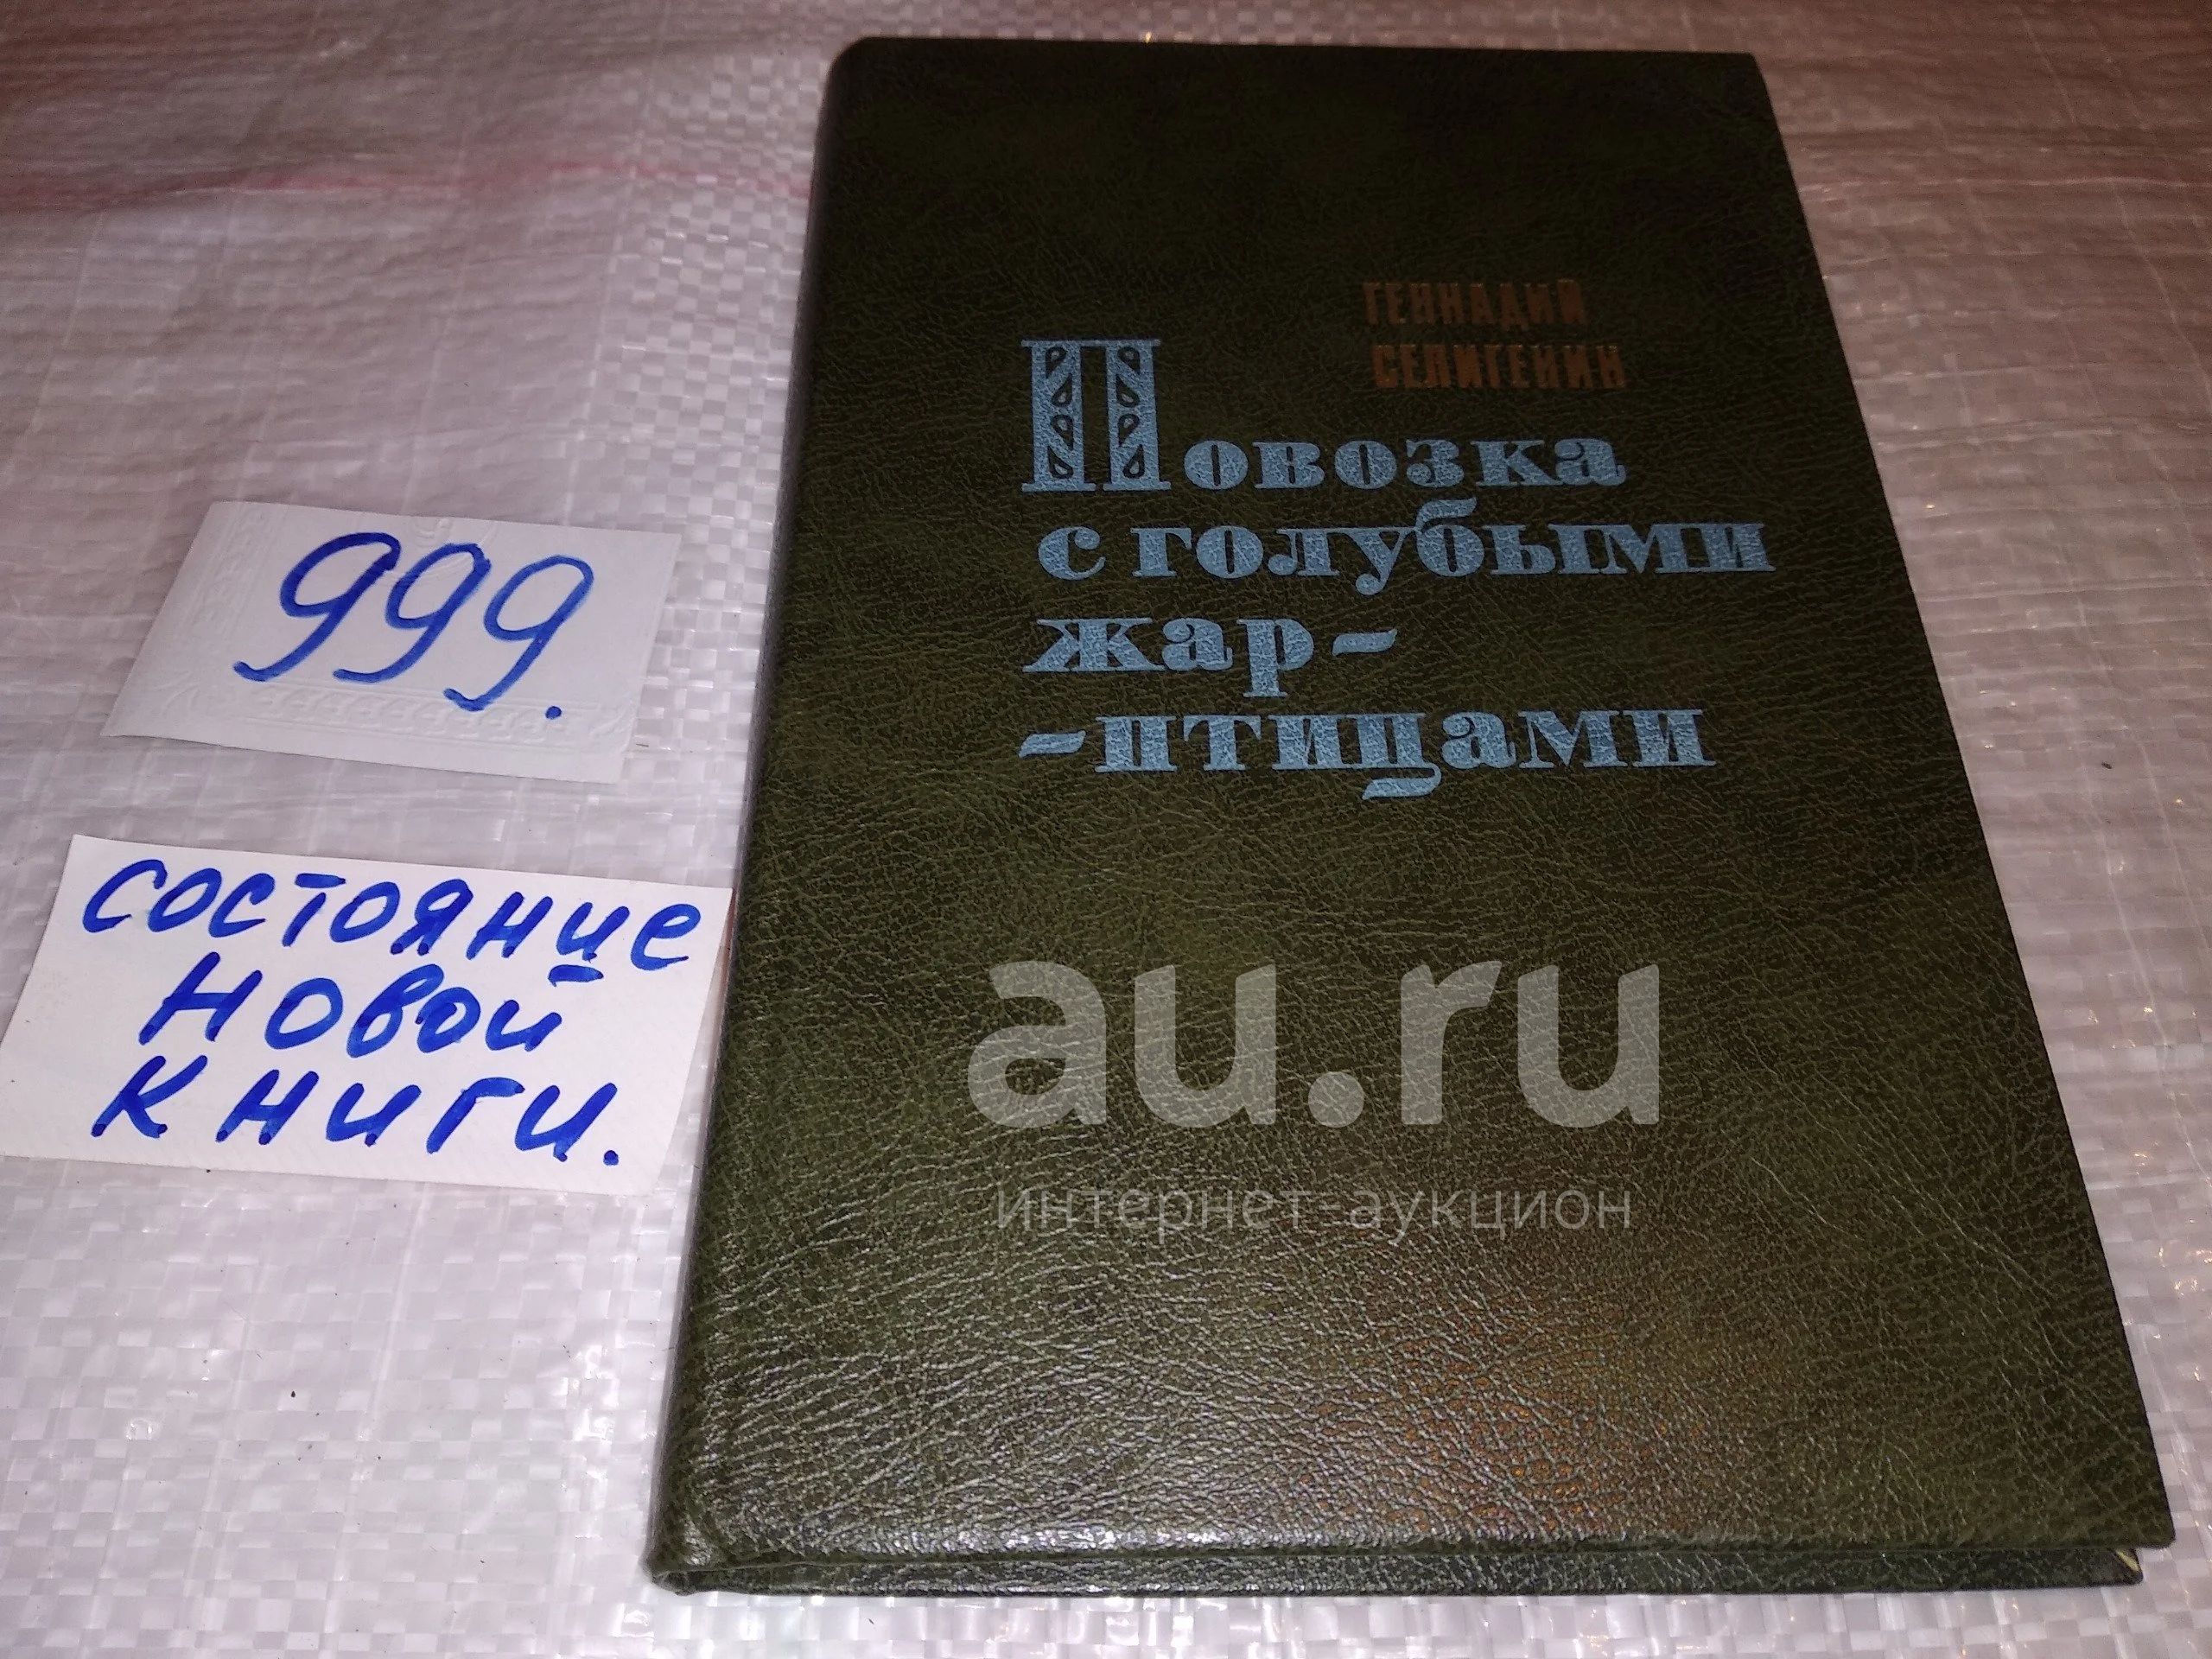 999.
состояние
новой
книги.
ГЕННАДИЙ
СЕЛИГЕНИН
Повозка
с голубыми
жар-
-птицами
au.ru
интернет-аукцион